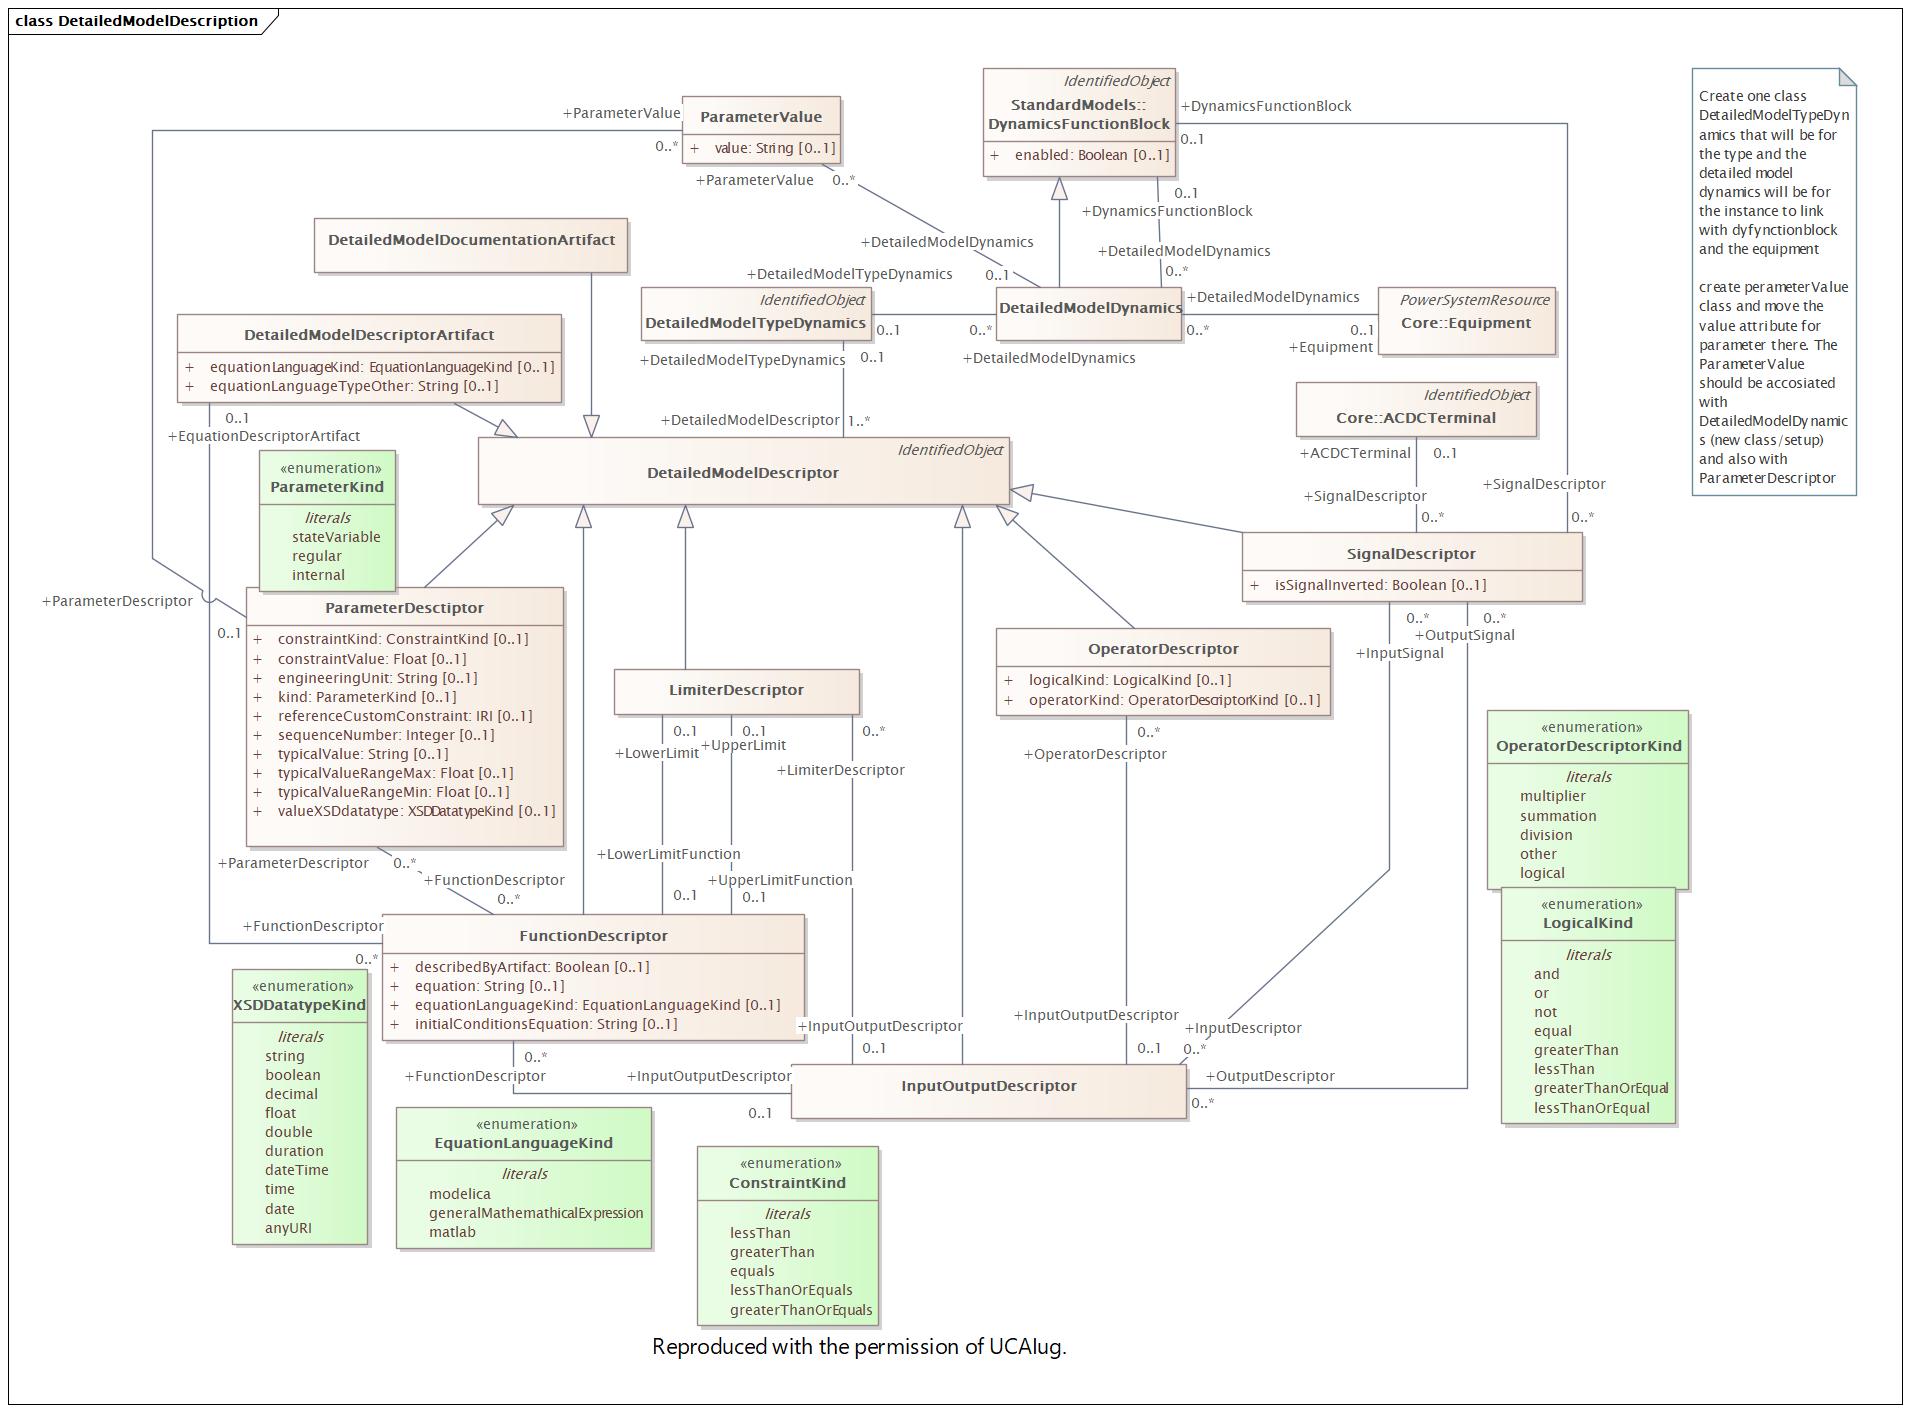 class DetailedModelDescription
IdentifiedObject
StandardModels::
DynamicsFunctionBlock
+ enabled: Boolean [0..1]
+DynamicsFunctionBlock
0..1
+ParameterValue
0..*
ParameterValue
+ value: String [0..1]
+ParameterValue 0..*
0..1
+DynamicsFunctionBlock
+DetailedModelDynamics
0..1
+DetailedModelDynamics
0..*
DetailedModelDocumentationArtifact
+DetailedModelTypeDynamics
IdentifiedObject
DetailedModelTypeDynamics
0..1
0..*
+DetailedModelDynamics
DetailedModelDynamics
+DetailedModelDynamics
0..*
0..1
+Equipment
PowerSystemResource
Core::Equipment
DetailedModelDescriptorArtifact
+ equationLanguageKind: EquationLanguageKind [0..1]
+ equationLanguageTypeOther: String [0..1]
0..1
+EquationDescriptorArtifact
+DetailedModelTypeDynamics
0..1
+DetailedModelDescriptor 1..*
IdentifiedObject
DetailedModelDescriptor
IdentifiedObject
Core::ACDCTerminal
+ACDCTerminal 0..1
+SignalDescriptor
0..*
+SignalDescriptor
0..*
SignalDescriptor
+ isSignalInverted: Boolean [0..1]
0..*
0..*
+OutputSignal
+InputSignal
«enumeration»
ParameterKind
literals
stateVariable
regular
internal
+ParameterDescriptor
0..1
ParameterDesctiptor
+ constraintKind: ConstraintKind [0..1]
+ constraintValue: Float [0..1]
+ engineeringUnit: String [0..1]
+ kind: ParameterKind [0..1]
+ referenceCustomConstraint: IRI [0..1]
+ sequenceNumber: Integer [0..1]
+ typicalValue: String [0..1]
+ typicalValueRangeMax: Float [0..1]
+ typicalValueRangeMin: Float [0..1]
+ valueXSDdatatype: XSDDatatypeKind [0..1]
+ParameterDescriptor 0..*
+FunctionDescriptor
0..*
LimiterDescriptor
0..1
+LowerLimit
0..1
+UpperLimit
0..*
+LimiterDescriptor
+LowerLimitFunction
0..1
+UpperLimitFunction
0..1
OperatorDescriptor
+ logicalKind: LogicalKind [0..1]
+ operatorKind: OperatorDescriptorKind [0..1]
0..*
+OperatorDescriptor
+FunctionDescriptor
0..*
FunctionDescriptor
+ describedByArtifact: Boolean [0..1]
+ equation: String [0..1]
+ equationLanguageKind: EquationLanguageKind [0..1]
+ initialConditionsEquation: String [0..1]
0..*
+FunctionDescriptor
+InputOutputDescriptor
0..1
+InputOutputDescriptor
0..1
+InputOutputDescriptor
0..1
+InputDescriptor
0..*
+OutputDescriptor
0..*
InputOutputDescriptor
«enumeration»
XSDDatatypeKind
literals
string
boolean
decimal
float
double
duration
dateTime
time
date
anyURI
«enumeration»
EquationLanguageKind
literals
modelica
generalMathemathicalExpression
matlab
«enumeration»
ConstraintKind
literals
lessThan
greaterThan
equals
lessThanOrEquals
greaterThanOrEquals
«enumeration»
OperatorDescriptorKind
literals
multiplier
summation
division
other
logical
«enumeration»
LogicalKind
literals
and
or
not
equal
greaterThan
lessThan
greaterThanOrEqual
lessThanOrEqual
Create one class
DetailedModelTypeDyn
amics that will be for
the type and the
detailed model
dynamics will be for
the instance to link
with dyfynctionblock
and the equipment
create perameterValue
class and move the
value attribute for
parameter there. The
ParameterValue
should be accosiated
with
DetailedModelDynamic
s (new class/setup)
and also with
ParameterDescriptor
Reproduced with the permission of UCAIug.